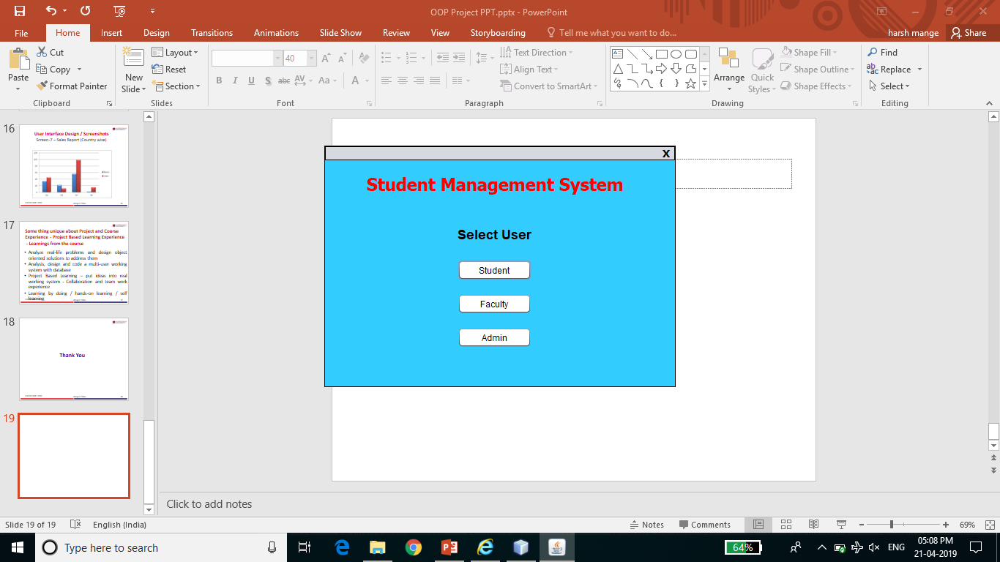 OOP Project PPT.pptx - PowerPoint
File Home Insert Design Transitions Animations Slide Show Review View Storyboarding Tell me what you want to do... harsh mange Share
Paste
Cut
Copy
Format Painter
Clipboard
New Slide
Layout
Reset
Section
Slides
40
B I U S abc AV Aa A
Font
Text Direction
Align Text
Convert to SmartArt
Paragraph
Arrange
Quick Styles
Shape Fill
Shape Outline
Shape Effects
Drawing
Find
Replace
Select
Editing
16
User Interface Design / Screenshots
Screen-7 – Sales Report (Country wise)
17
Some thing unique about Project and Course
Experience - Project Based Learning Experience
- Learnings from the course
• Analyze real-life problems and design object
oriented solutions to address them
• Analysis, design and code a multi-user working
system with database
• Project Based Learning – put ideas into real
working system - Collaboration and team work
experience
• Learning by doing / hands-on learning / self
learning
18
Thank You
19
X
Student Management System
Select User
Student
Faculty
Admin
Click to add notes
Slide 19 of 19 English (India) Notes Comments 69%
Type here to search
64%
ENG
05:08 PM
21-04-2019